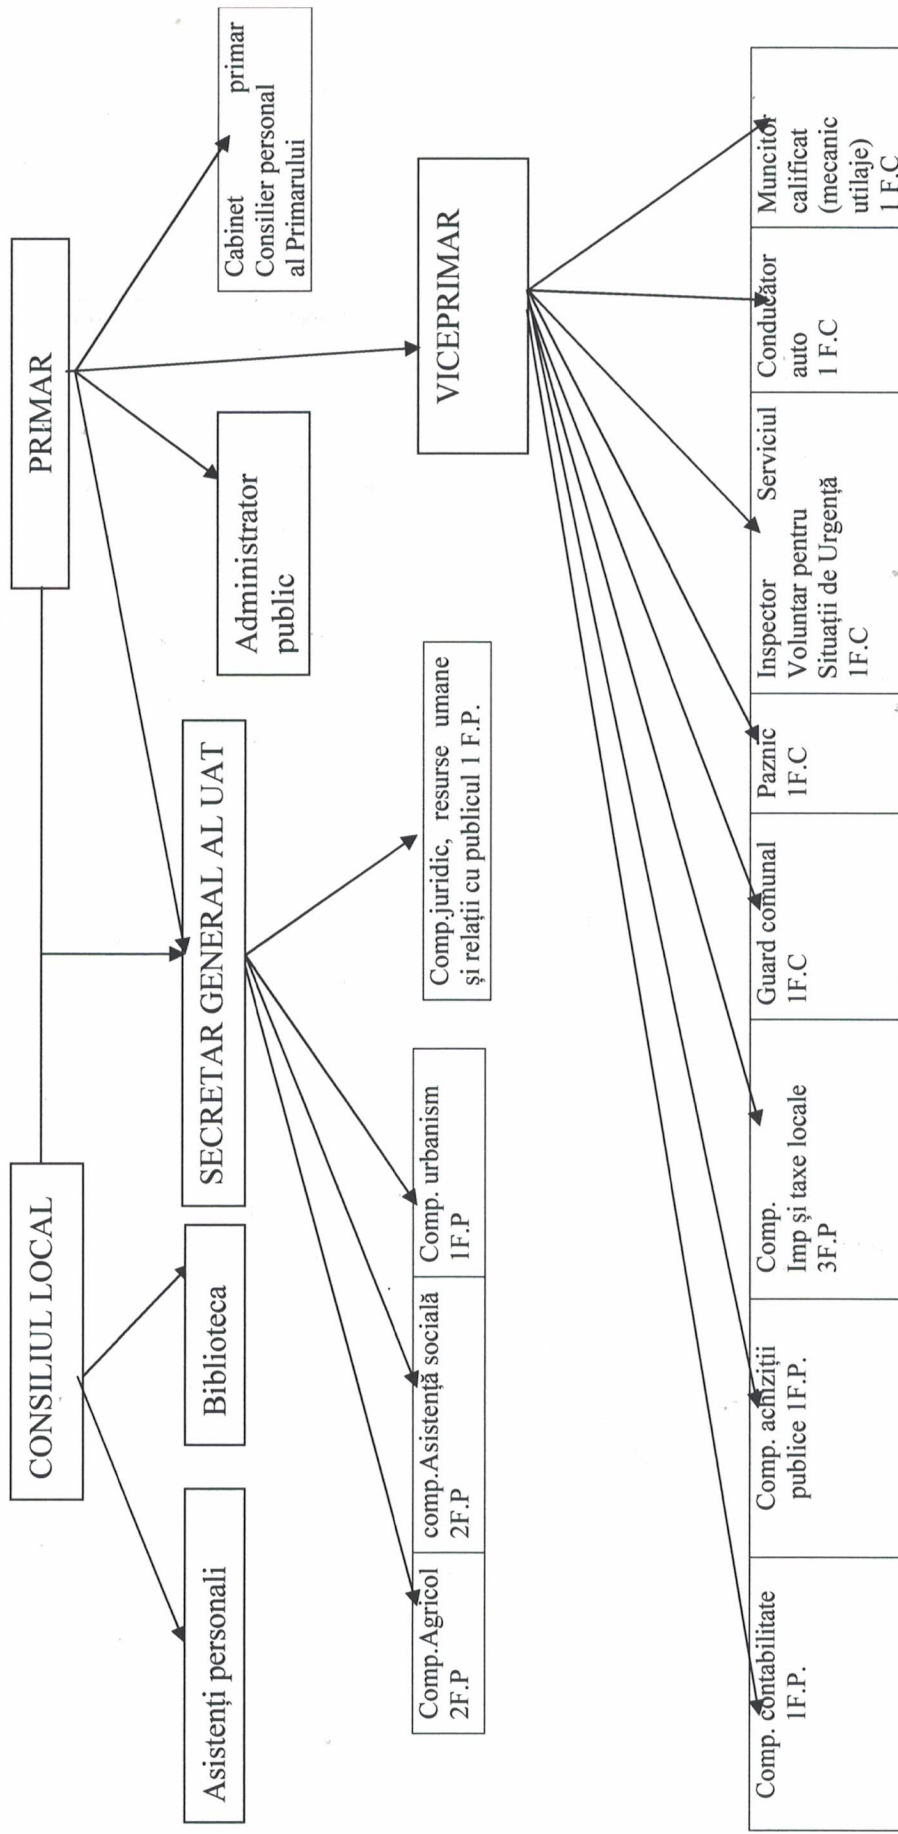 CONSILIUL LOCAL
PRIMAR
Asistenți personali
Biblioteca
SECRETAR GENERAL AL UAT
Administrator
public
Cabinet primar
Consilier personal
al Primarului
Comp.Agricol
2F.P
comp.Asistență socială
2F.P
Comp. urbanism
1F.P
Comp.juridic, resurse umane
și relații cu publicul 1 F.P.
VICEPRIMAR
Comp. contabilitate
1F.P.
Comp. achiziții
publice 1F.P.
Comp.
Imp și taxe locale
3F.P
Guard comunal
1F.C
Paznic
1F.C
Inspector Serviciul
Voluntar pentru
Situații de Urgență
1F.C
Conducător
auto
1 F.C
Muncitor
calificat
(mecanic
utilaje)
1 F.C